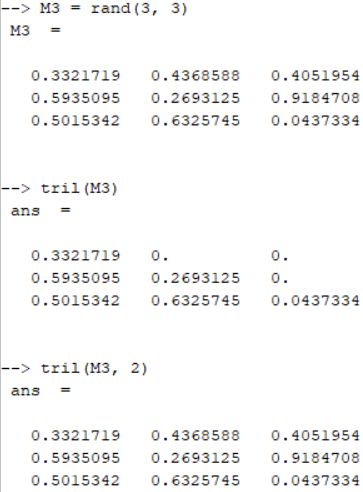 --> M3 = rand(3, 3)
M3  =
0.3321719   0.4368588   0.4051954
0.5935095   0.2693125   0.9184708
0.5015342   0.6325745   0.0437334
--> tril(M3)
ans  =
0.3321719   0.          0.
0.5935095   0.2693125   0.
0.5015342   0.6325745   0.0437334
--> tril(M3, 2)
ans  =
0.3321719   0.4368588   0.4051954
0.5935095   0.2693125   0.9184708
0.5015342   0.6325745   0.0437334